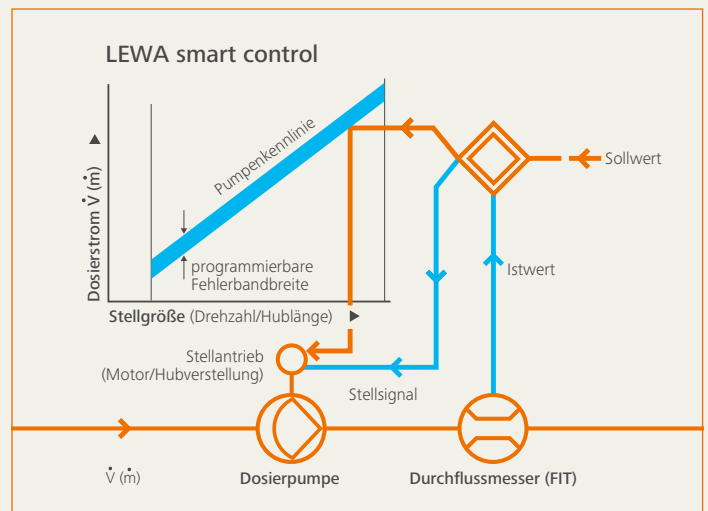 LEWA smart control
Dosierstrom V̇ (ṁ)
Pumpenkennlinie
programmierbare
Fehlerbandbreite
Stellgröße (Drehzahl/Hublänge)
Sollwert
Istwert
Stellantrieb
(Motor/Hubverstellung)
Stellsignal
V̇ (ṁ)
Dosierpumpe
Durchflussmesser (FIT)